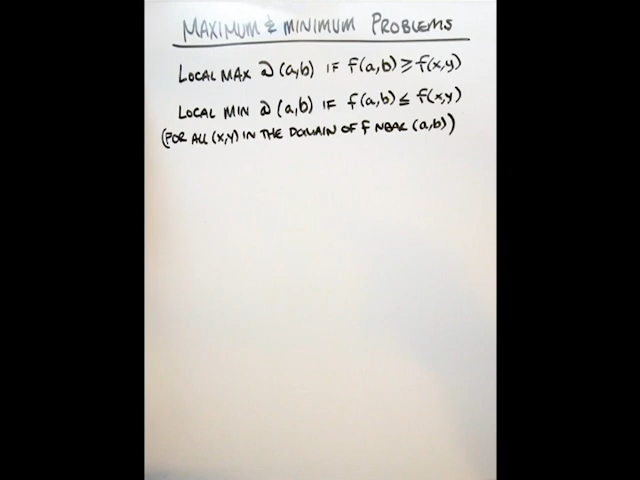 MAXIMUM & MINIMUM PROBLEMS
LOCAL MAX @ (a,b) IF f(a,b) ≥ f(x,y)
LOCAL MIN @ (a,b) IF f(a,b) ≤ f(x,y)
(FOR ALL (x,y) IN THE DOMAIN OF f NEAR (a,b))